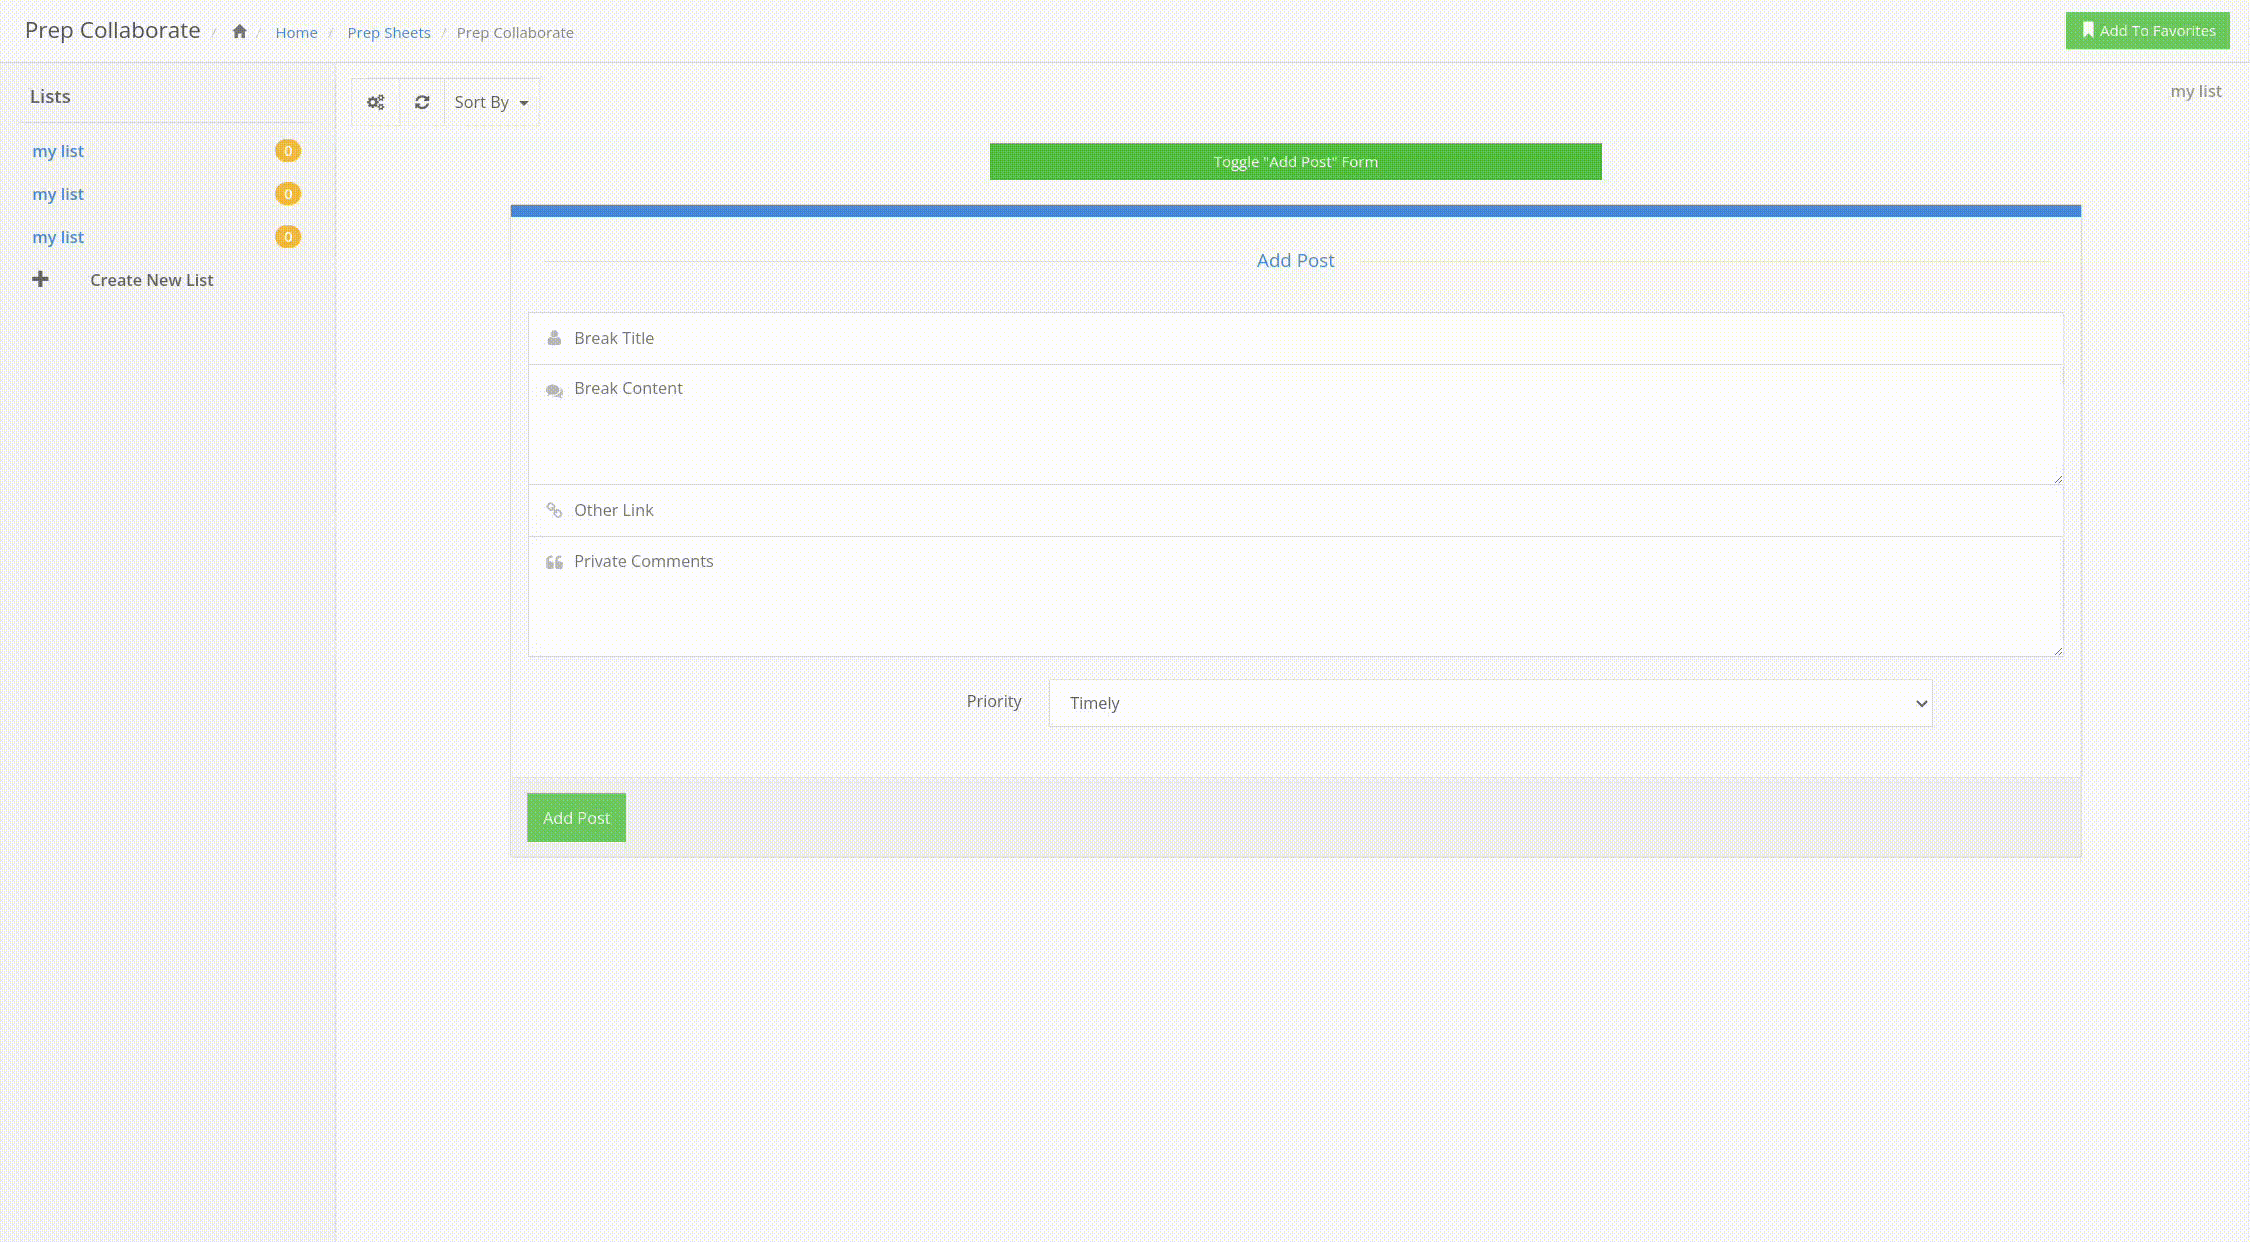 Prep Collaborate / / Home / Prep Sheets / Prep Collaborate
Add To Favorites
Lists
my list 0
my list 0
my list 0
Create New List
Sort By
my list
Toggle "Add Post" Form
Add Post
Break Title
Break Content
Other Link
Private Comments
Priority Timely
Add Post